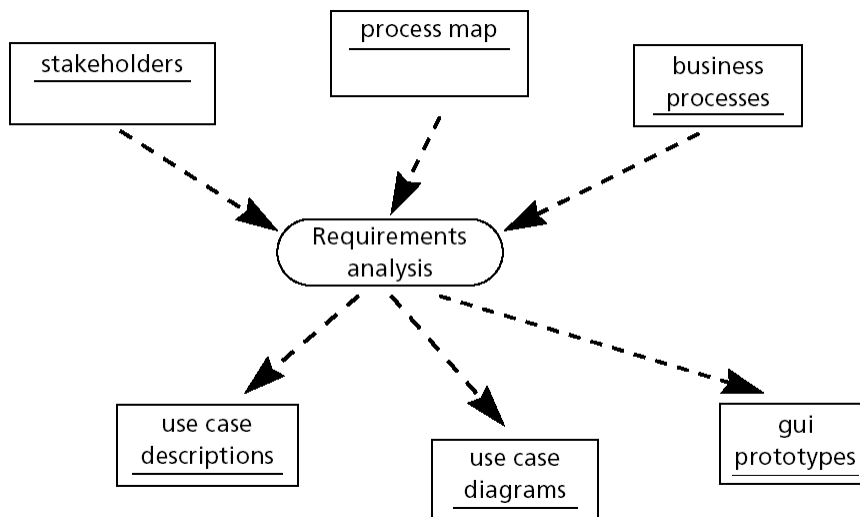 stakeholders
process map
business
processes
Requirements
analysis
use case
descriptions
use case
diagrams
gui
prototypes